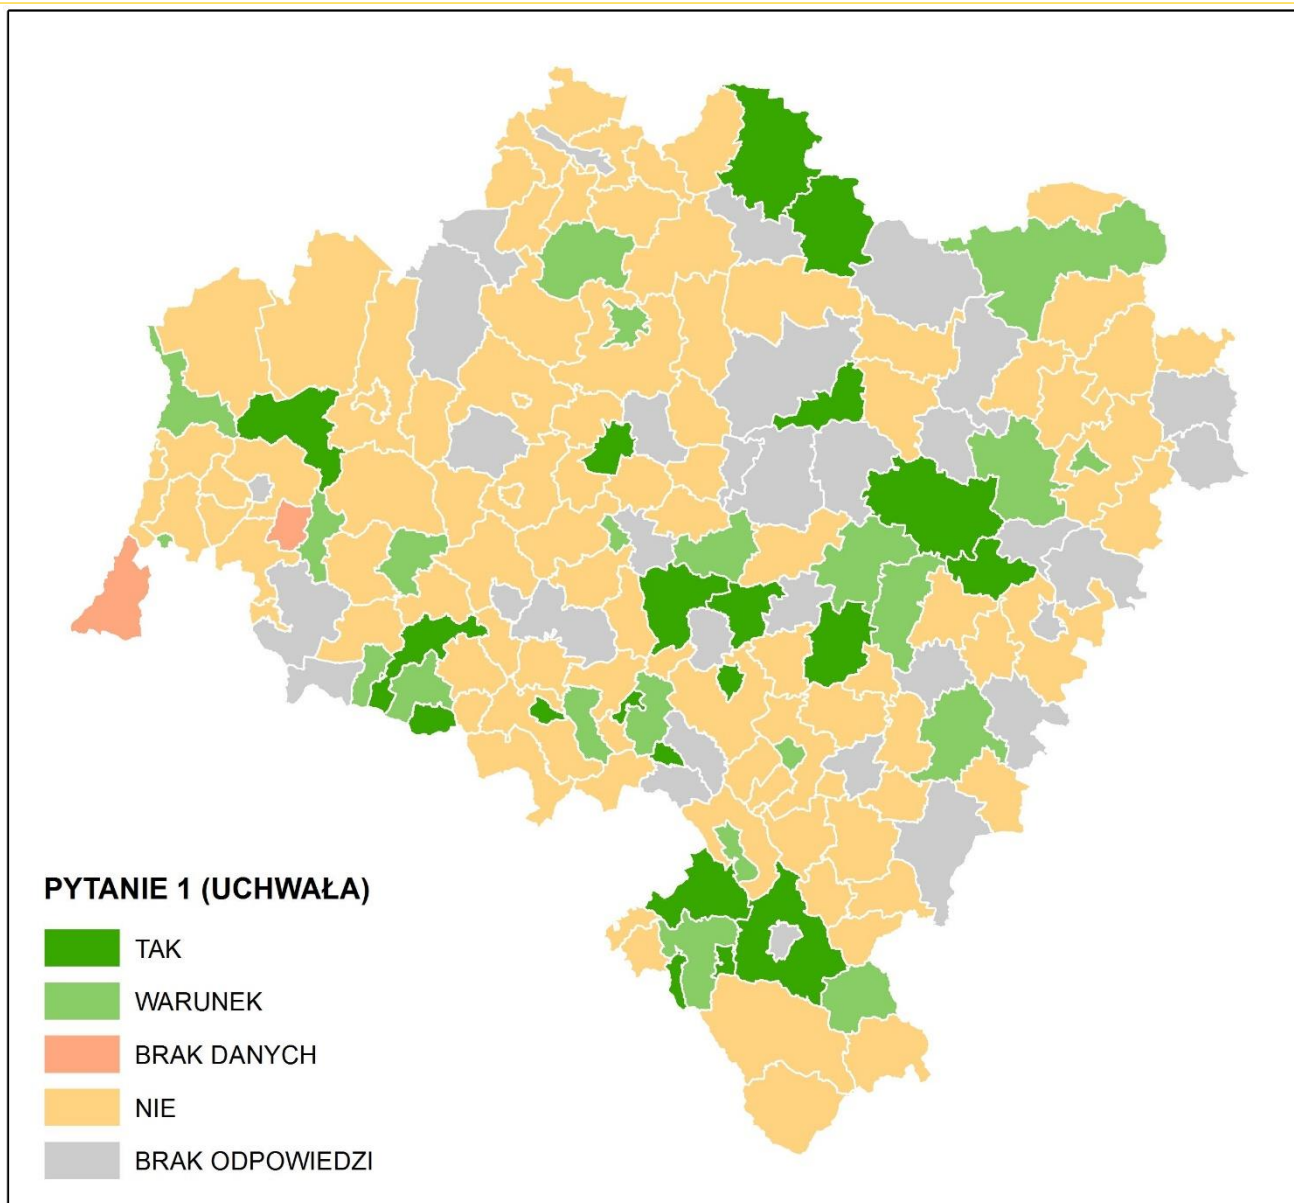 PYTANIE 1 (UCHWAŁA)
TAK
WARUNEK
BRAK DANYCH
NIE
BRAK ODPOWIEDZI